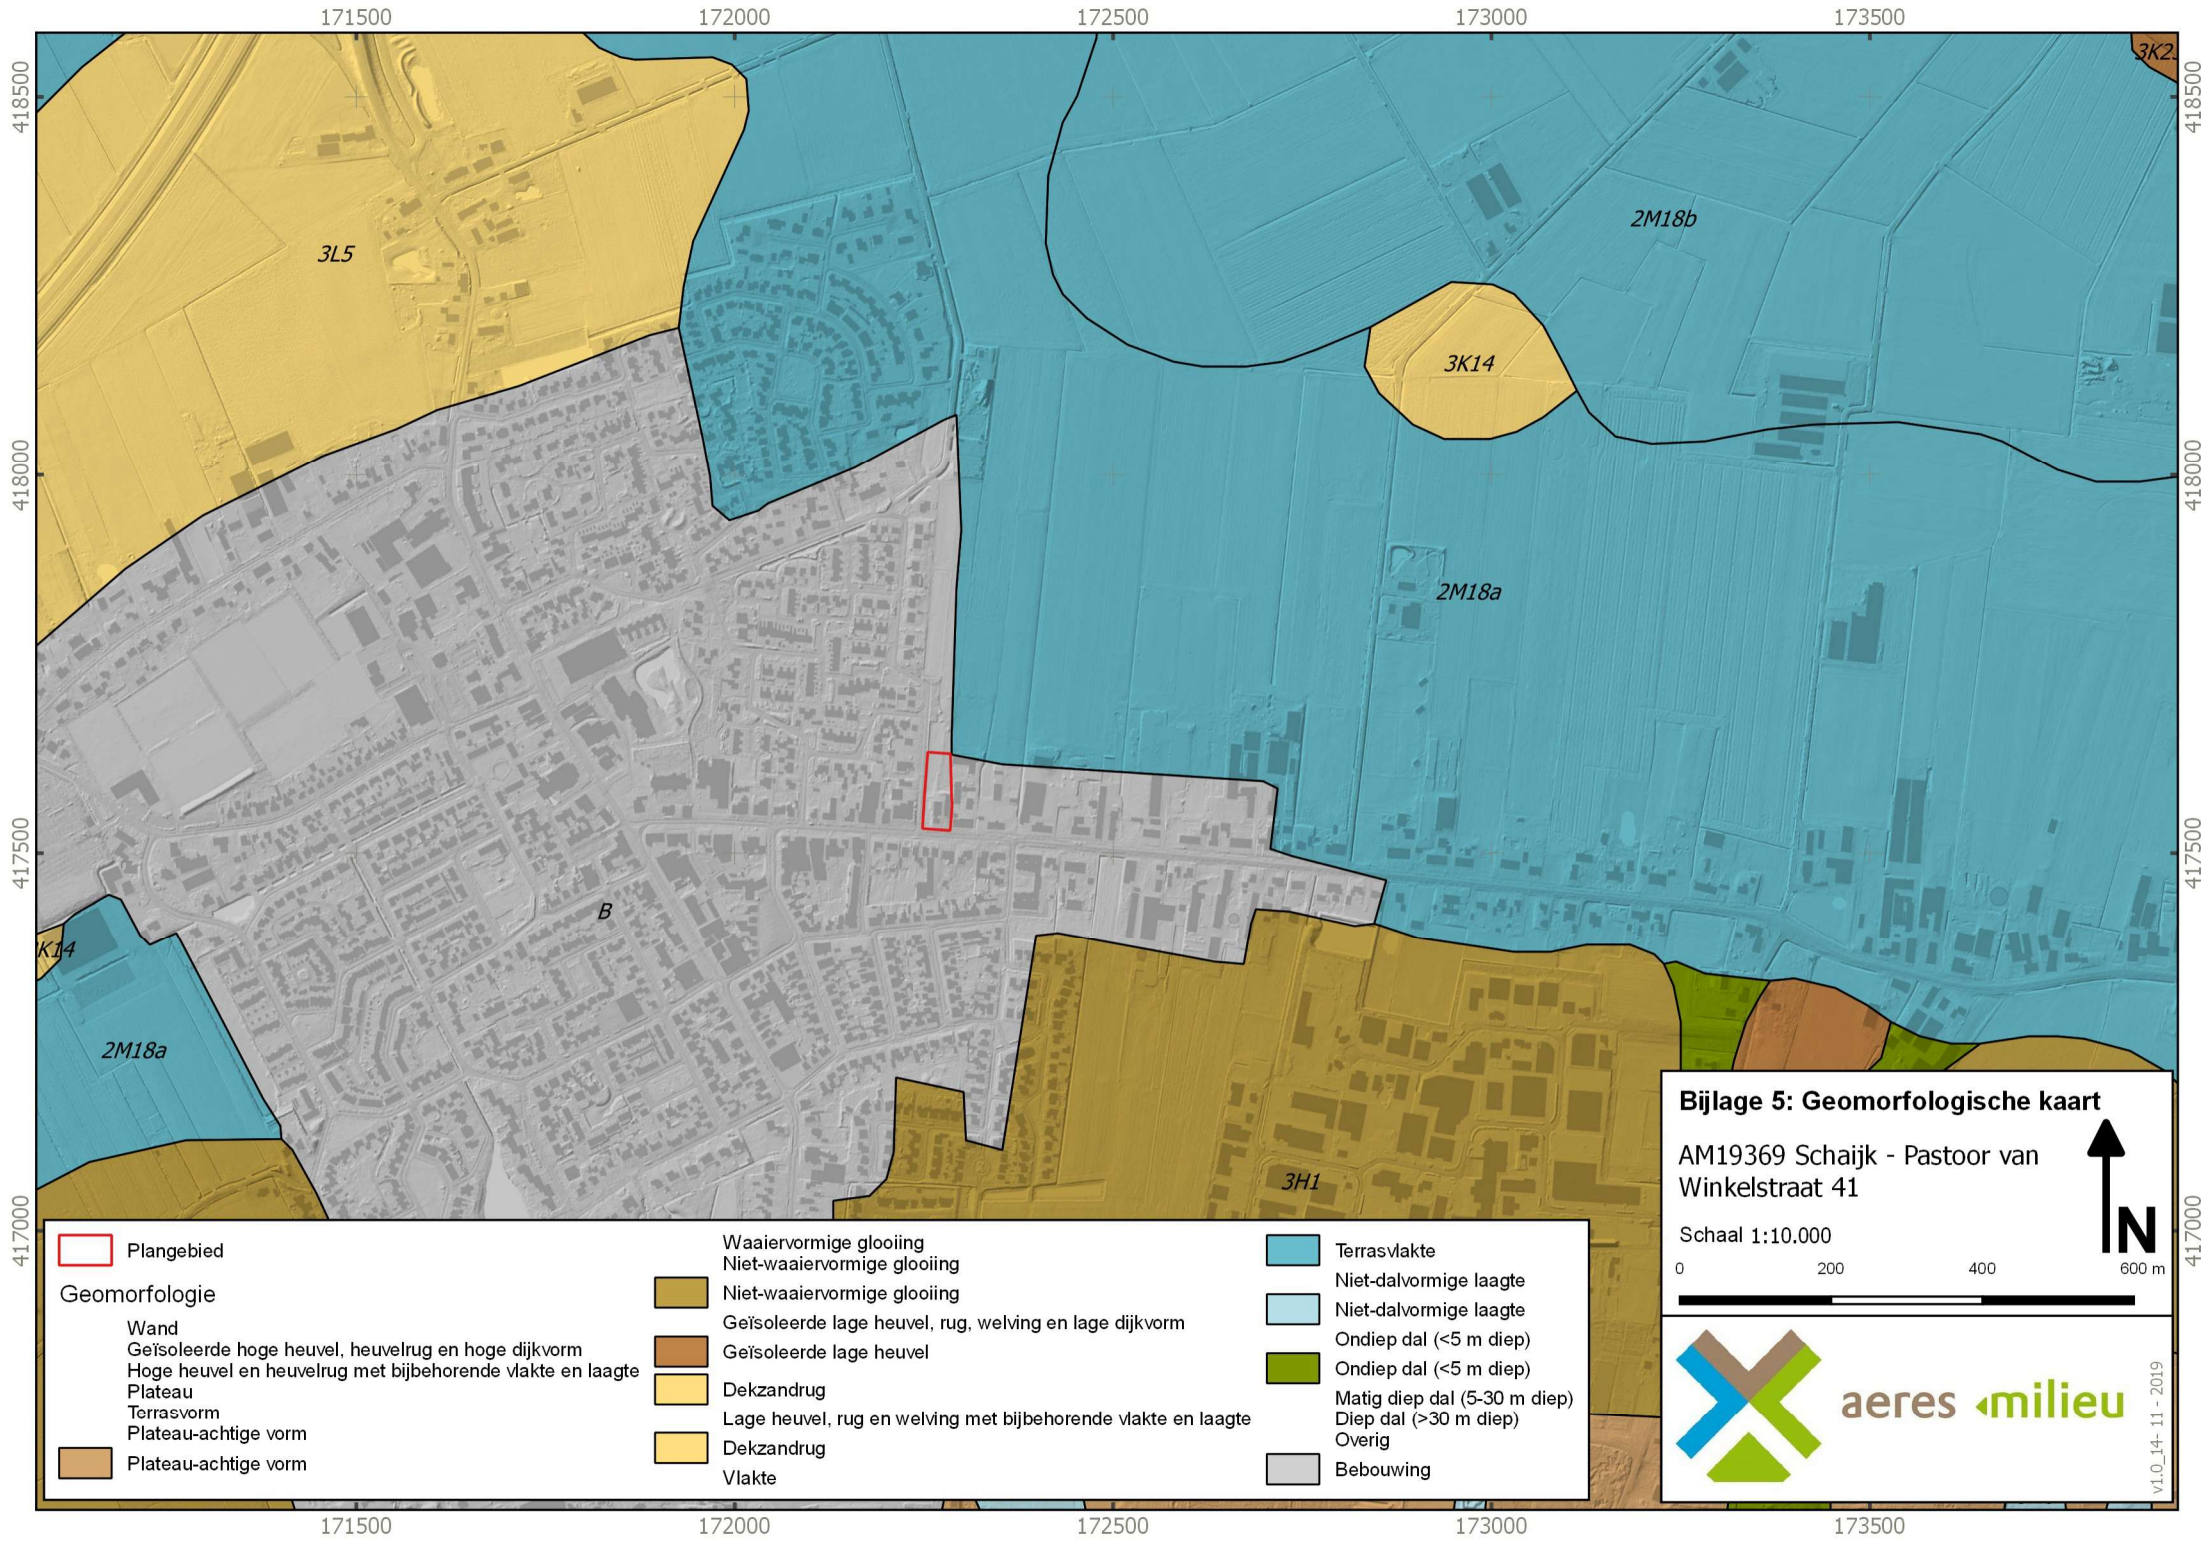 171500 172000 172500 173000 173500
418500 418500
3K2
3L5
2M18b
3K14
418000 418000
2M18a
417500 417500
B
K14
2M18a
3H1
417000 417000
Plangebied
Geomorfologie
Wand
Geïsoleerde hoge heuvel, heuvelrug en hoge dijkvorm
Hoge heuvel en heuvelrug met bijbehorende vlakte en laagte
Plateau
Terrasvorm
Plateau-achtige vorm
Plateau-achtige vorm
Waaiervormige glooiing
Niet-waaiervormige glooiing
Niet-waaiervormige glooiing
Geïsoleerde lage heuvel, rug, welving en lage dijkvorm
Geïsoleerde lage heuvel
Dekzandrug
Lage heuvel, rug en welving met bijbehorende vlakte en laagte
Dekzandrug
Vlakte
Terrasvlakte
Niet-dalvormige laagte
Niet-dalvormige laagte
Ondiep dal (<5 m diep)
Ondiep dal (<5 m diep)
Matig diep dal (5-30 m diep)
Diep dal (>30 m diep)
Overig
Bebouwing
Bijlage 5: Geomorfologische kaart
AM19369 Schaijk - Pastoor van
Winkelstraat 41
Schaal 1:10.000
N
0 200 400 600 m
aeres milieu
v1.0_14- 11 - 2019
171500 172000 172500 173000 173500